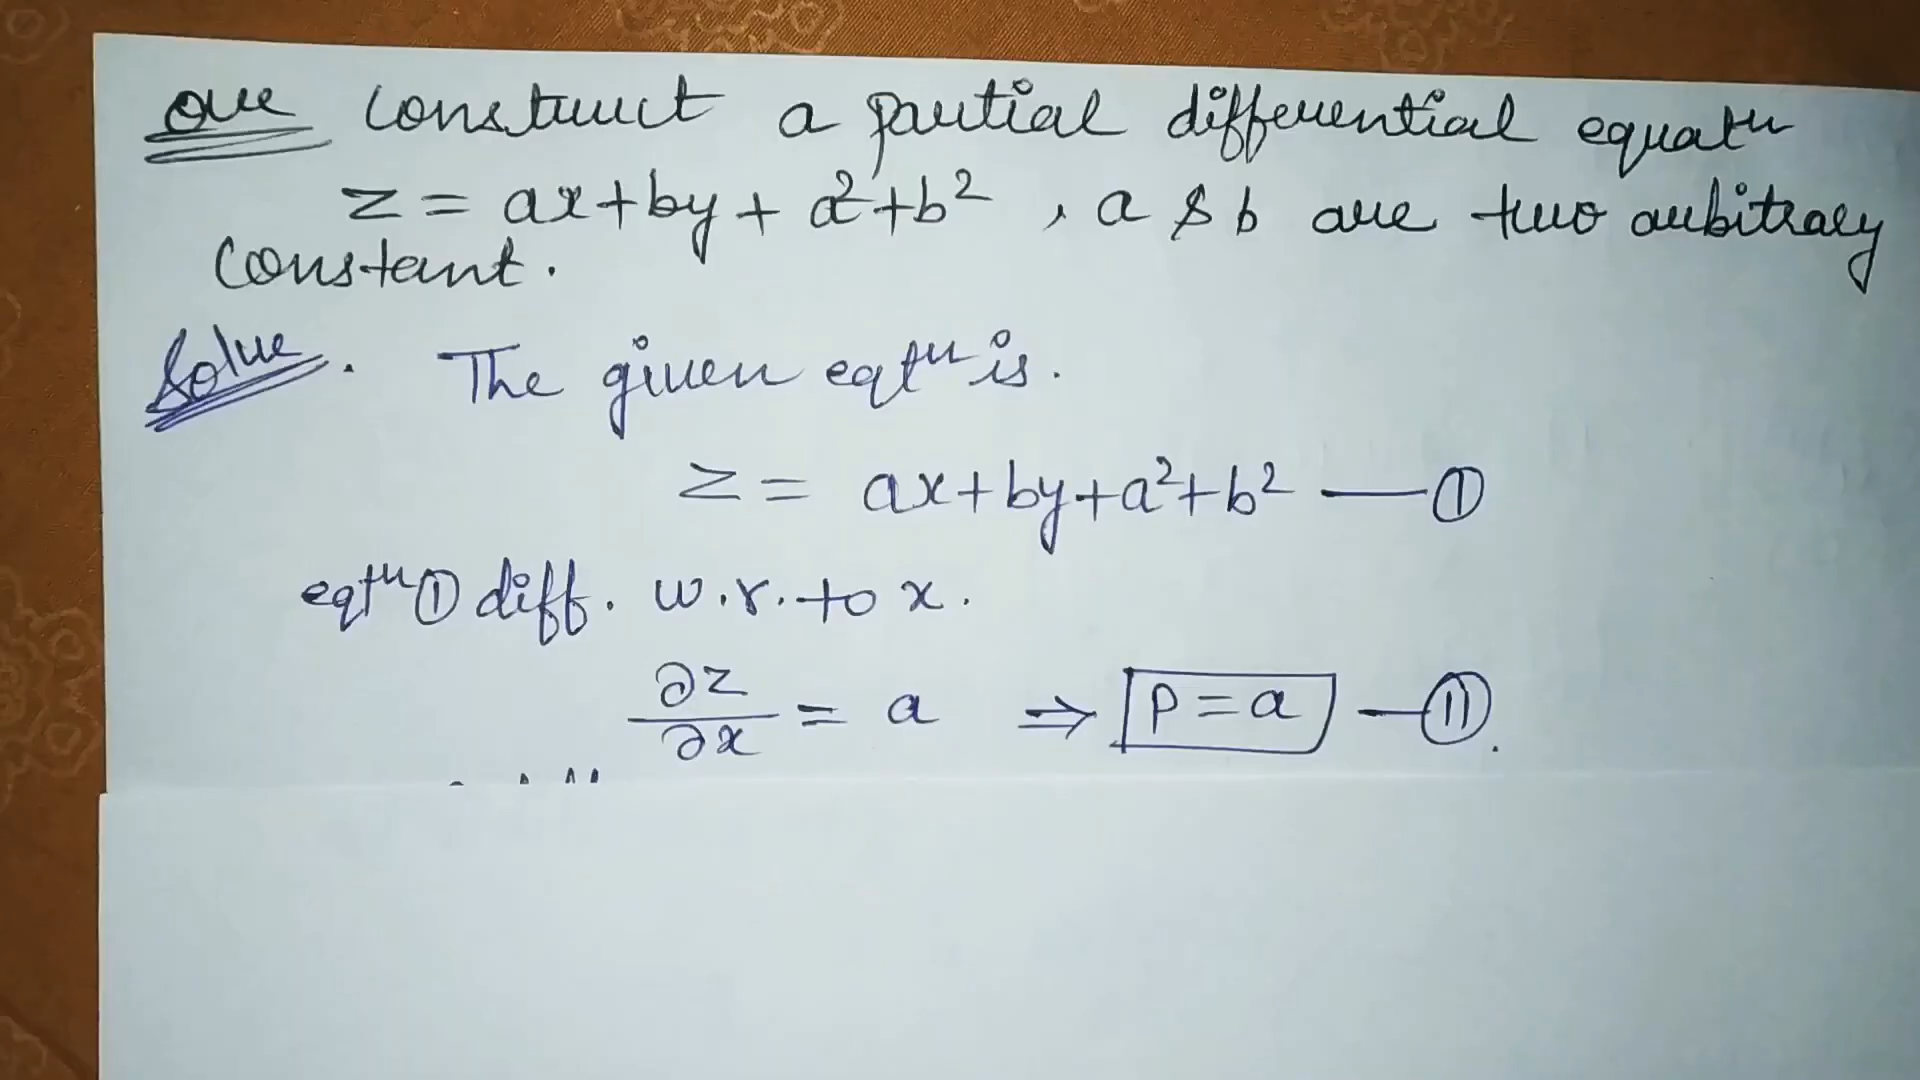 Que Construct a partial differential equatn
z = ax+by+a²+b² , a & b are two arbitrary
constant.
Solve. The given eqtn is.
z = ax+by+a²+b² —①
eqtn ① diff. w.r.to x.
∂z/∂x = a ⇒ P = a —Ⓘⓘ.